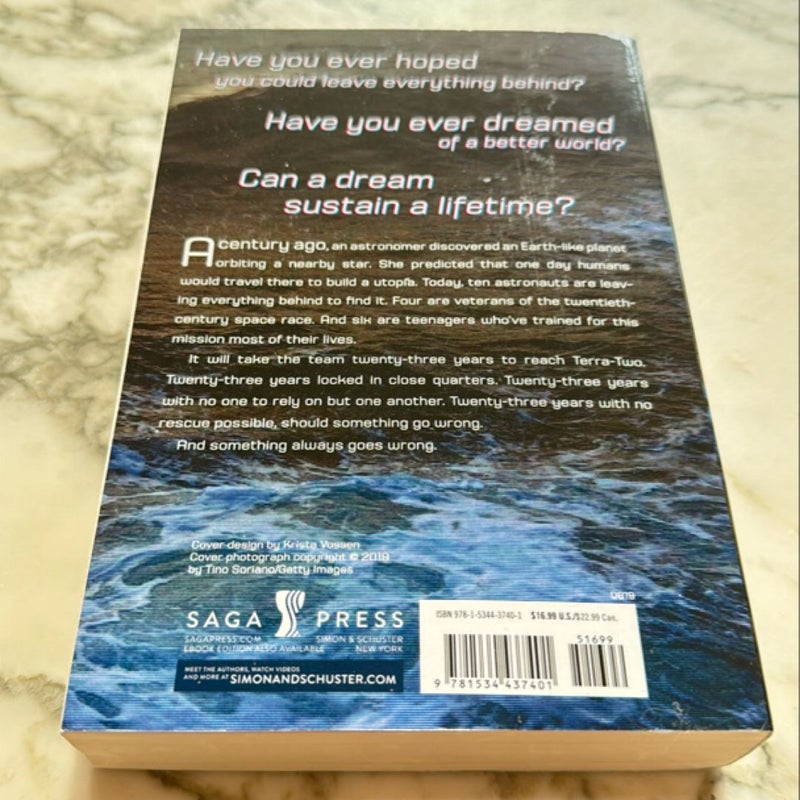 Have you ever hoped
you could leave everything behind?
Have you ever dreamed
of a better world?
Can a dream
sustain a lifetime?
A century ago, an astronomer discovered an Earth-like planet
orbiting a nearby star. She predicted that one day humans
would travel there to build a utopia. Today, ten astronauts are leav-
ing everything behind to find it. Four are veterans of the twentieth-
century space race. And six are teenagers who've trained for this
mission most of their lives.
It will take the team twenty-three years to reach Terra-Two.
Twenty-three years locked in close quarters. Twenty-three years
with no one to rely on but one another. Twenty-three years with no
rescue possible, should something go wrong.
And something always goes wrong.
Cover design by Krista Vossen
Cover photograph copyright © 2019
by Tino Soriano/Getty Images
0819
SAGA PRESS
SAGAPRESS.COM SIMON & SCHUSTER
EBOOK EDITION ALSO AVAILABLE NEW YORK
MEET THE AUTHORS, WATCH VIDEOS
AND MORE AT SIMONANDSCHUSTER.COM
ISBN 978-1-5344-3740-1 $16.99 U.S./$22.99 Can.
51699
9 781534 437401